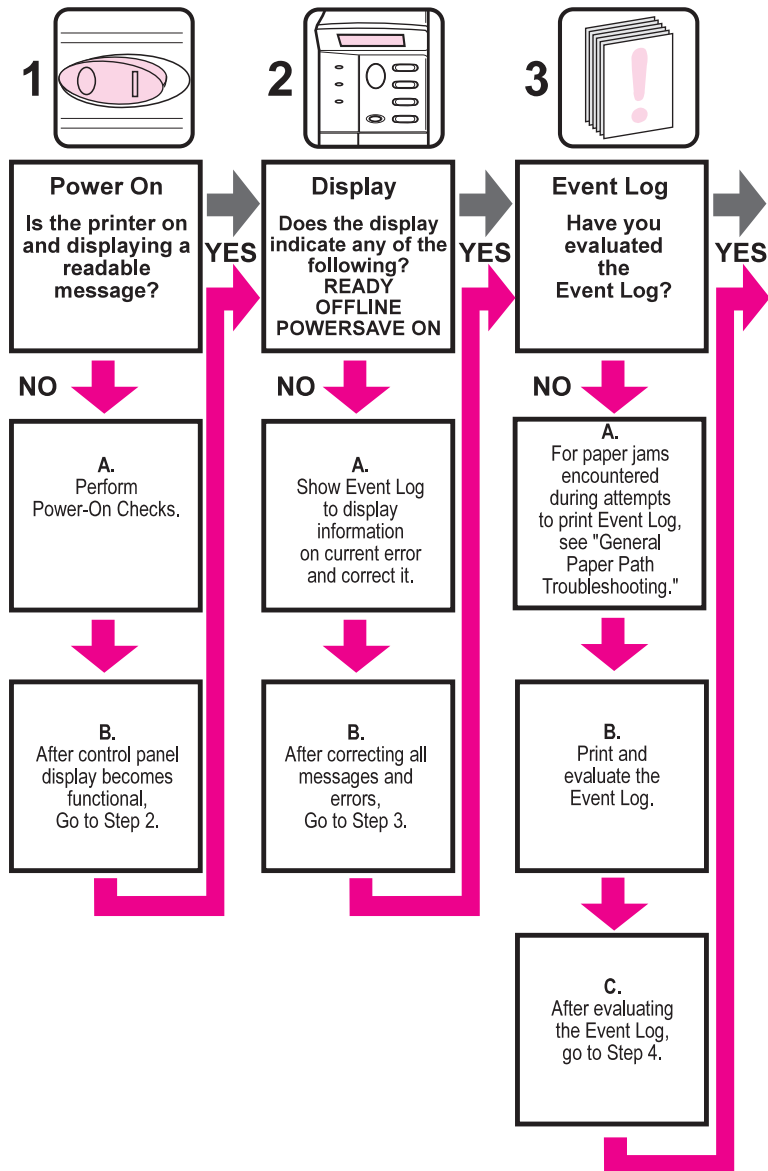 1
Power On
Is the printer on
and displaying a
readable
message?
YES
NO
A.
Perform
Power-On Checks.
B.
After control panel
display becomes
functional,
Go to Step 2.
2
Display
Does the display
indicate any of the
following?
READY
OFFLINE
POWERSAVE ON
YES
NO
A.
Show Event Log
to display
information
on current error
and correct it.
B.
After correcting all
messages and
errors,
Go to Step 3.
3
!
Event Log
Have you
evaluated
the
Event Log?
YES
NO
A.
For paper jams
encountered
during attempts
to print Event Log,
see "General
Paper Path
Troubleshooting."
B.
Print and
evaluate the
Event Log.
C.
After evaluating
the Event Log,
go to Step 4.